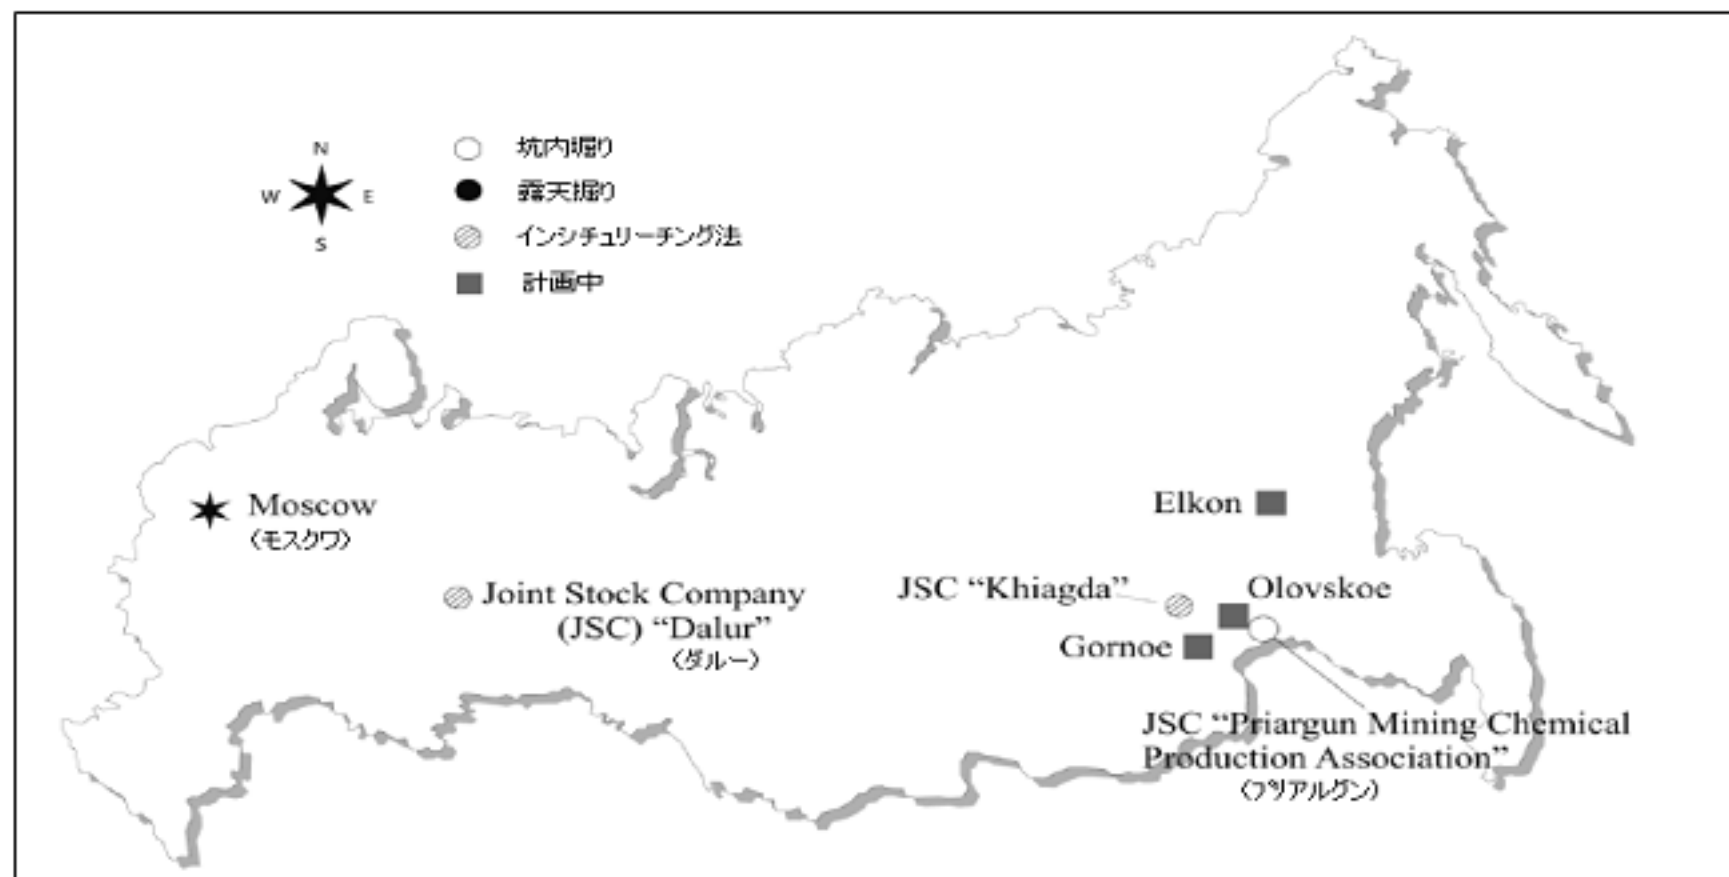 N
W E
S
坑内堀り
露天掘り
インシチュリーチング法
計画中
Moscow
〈モスクワ〉
Joint Stock Company
(JSC) “Dalur”
〈ダルー〉
Elkon
JSC “Khiagda”
Olovskoe
Gornoe
JSC “Priargun Mining Chemical
Production Association”
〈プリアルグン〉